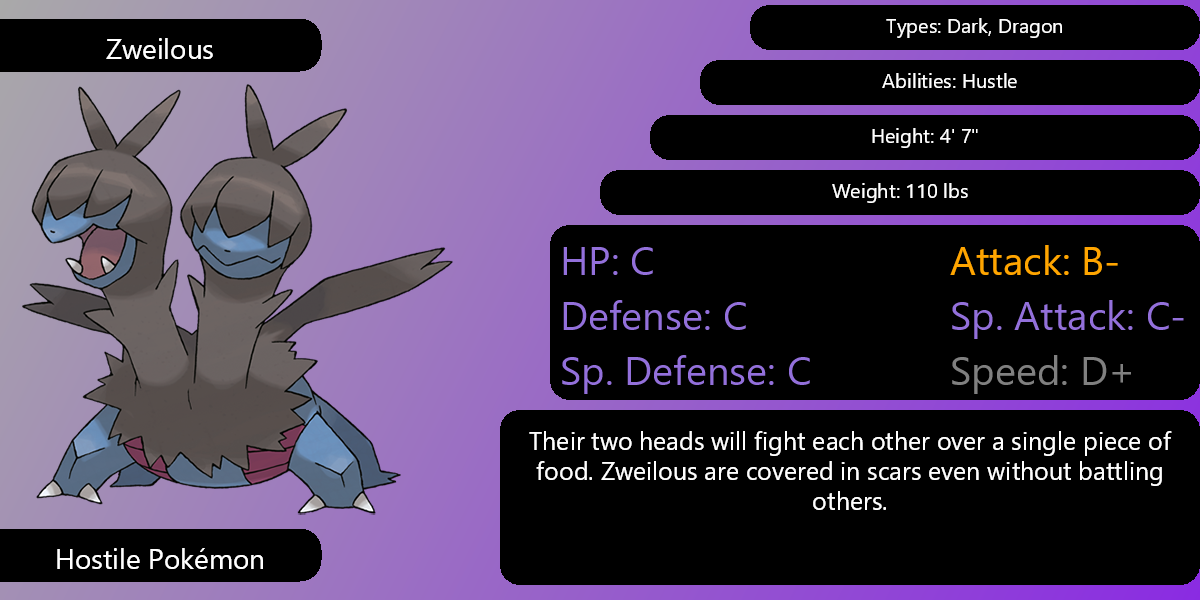 Zweilous
Types: Dark, Dragon
Abilities: Hustle
Height: 4' 7"
Weight: 110 lbs
HP: C
Attack: B-
Defense: C
Sp. Attack: C-
Sp. Defense: C
Speed: D+
Their two heads will fight each other over a single piece of
food. Zweilous are covered in scars even without battling
others.
Hostile Pokémon